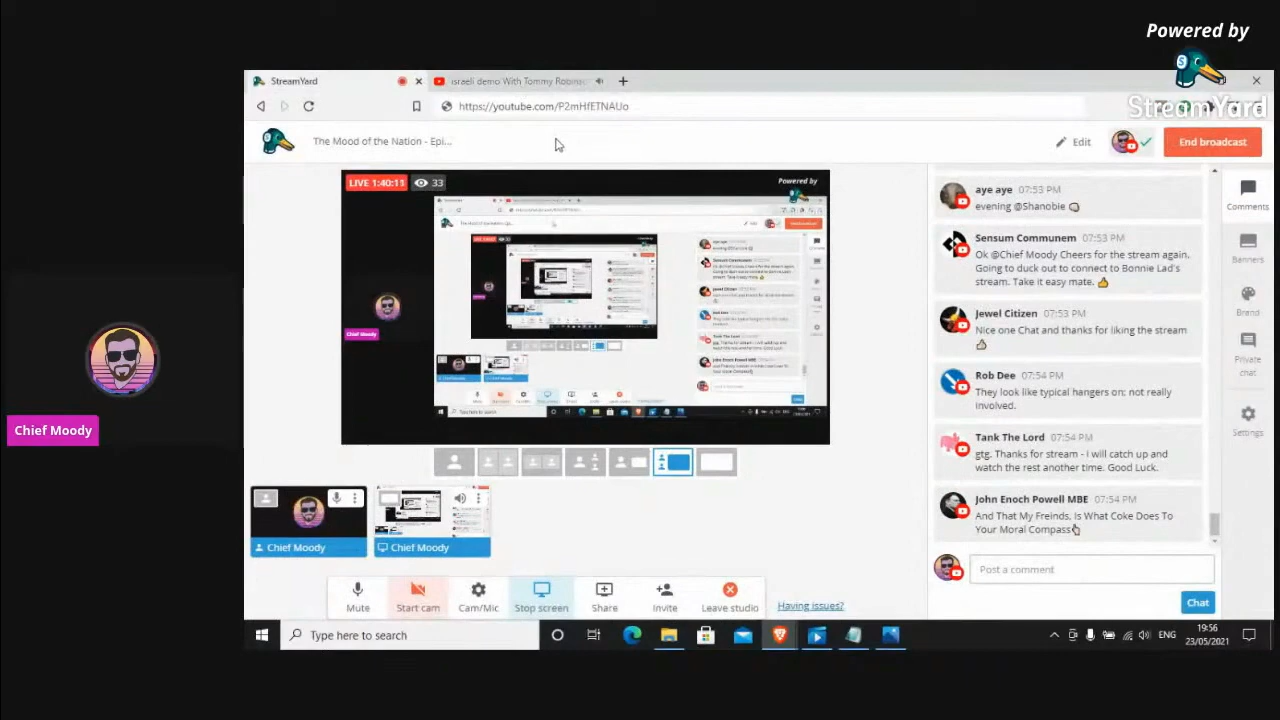 Powered by
StreamYard
StreamYard
israeli demo With Tommy Robins
https://youtube.com/P2mHfETNAUo
The Mood of the Nation - Epi...
Edit
End broadcast
LIVE 1:40:11
33
Powered by
Chief Moody
Chief Moody
Chief Moody
Chief Moody
Mute
Start cam
Cam/Mic
Stop screen
Share
Invite
Leave studio
Having issues?
aye aye 07:53 PM
evening @Shanobie
Sensum Communem 07:53 PM
Ok @Chief Moody Cheers for the stream again.
Going to duck out to connect to Bonnie Lad's
stream. Take it easy mate. 👍
Jewel Citizen 07:53 PM
Nice one Chat and thanks for liking the stream
👍
Rob Dee 07:54 PM
They look like typical hangers on; not really
involved.
Tank The Lord 07:54 PM
gtg. Thanks for stream - I will catch up and
watch the rest another time. Good Luck.
John Enoch Powell MBE 07:54 PM
And That My Freinds, Is What Coke Does To
Your Moral Compass
Post a comment
Chat
Comments
Banners
Brand
Private
chat
Settings
Type here to search
ENG
19:56
23/05/2021